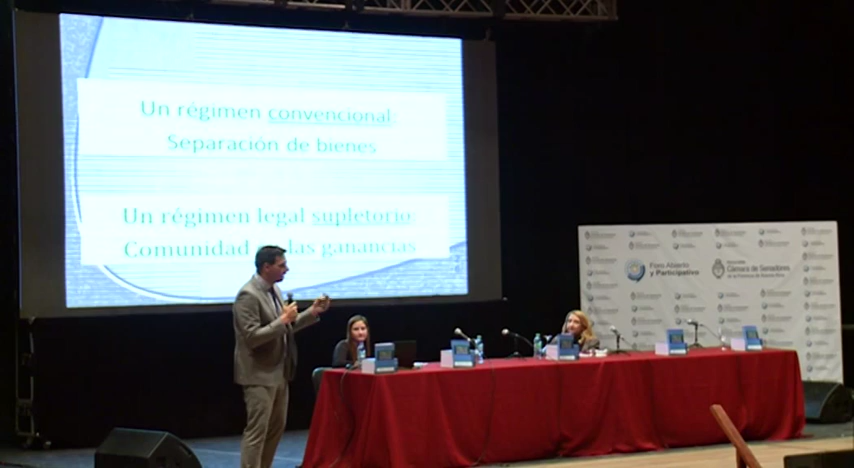 Un régimen convencional
Separación de bienes
Un régimen legal supletorio
Comunidad las ganancias
Foro Abierto
y Participativo
Cámara de Senadores